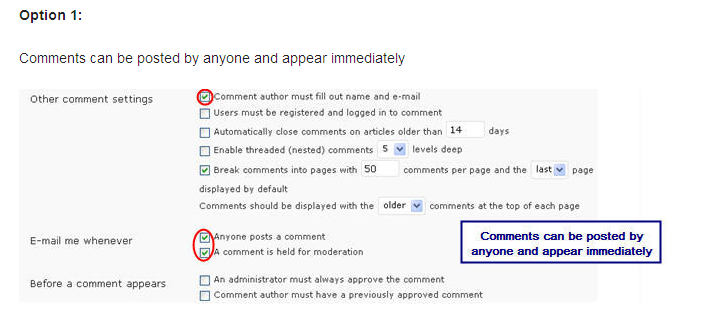 Option 1:
Comments can be posted by anyone and appear immediately
Other comment settings
Comment author must fill out name and e-mail
Users must be registered and logged in to comment
Automatically close comments on articles older than 14 days
Enable threaded (nested) comments 5 levels deep
Break comments into pages with 50 comments per page and the last page
displayed by default
Comments should be displayed with the older comments at the top of each page
E-mail me whenever
Anyone posts a comment
A comment is held for moderation
Comments can be posted by
anyone and appear immediately
Before a comment appears
An administrator must always approve the comment
Comment author must have a previously approved comment